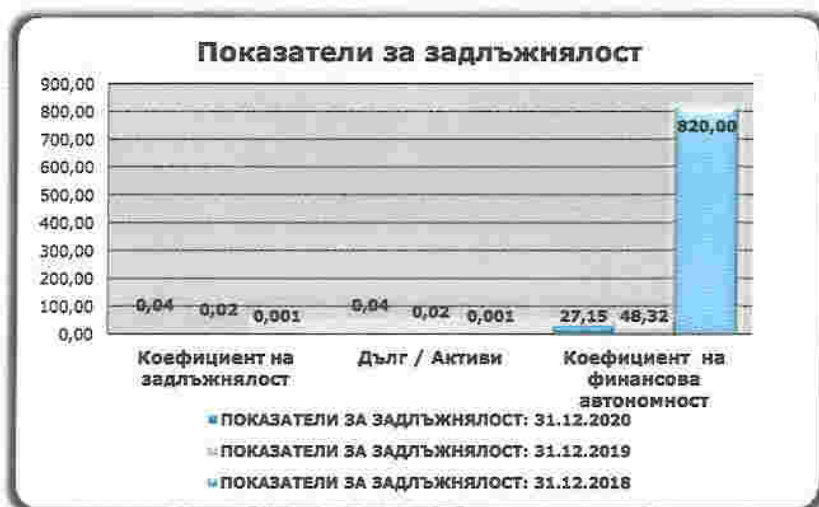 Показатели за задлъжнялост
900,00
800,00
700,00
600,00
500,00
400,00
300,00
200,00
100,00
0,00
0,04
0,02
0,001
0,04
0,02
0,001
27,15
48,32
820,00
Коефициент на
задлъжнялост
Дълг / Активи
Коефициент на
финансова
автономност
ПОКАЗАТЕЛИ ЗА ЗАДЛЪЖНЯЛОСТ: 31.12.2020
ПОКАЗАТЕЛИ ЗА ЗАДЛЪЖНЯЛОСТ: 31.12.2019
ПОКАЗАТЕЛИ ЗА ЗАДЛЪЖНЯЛОСТ: 31.12.2018